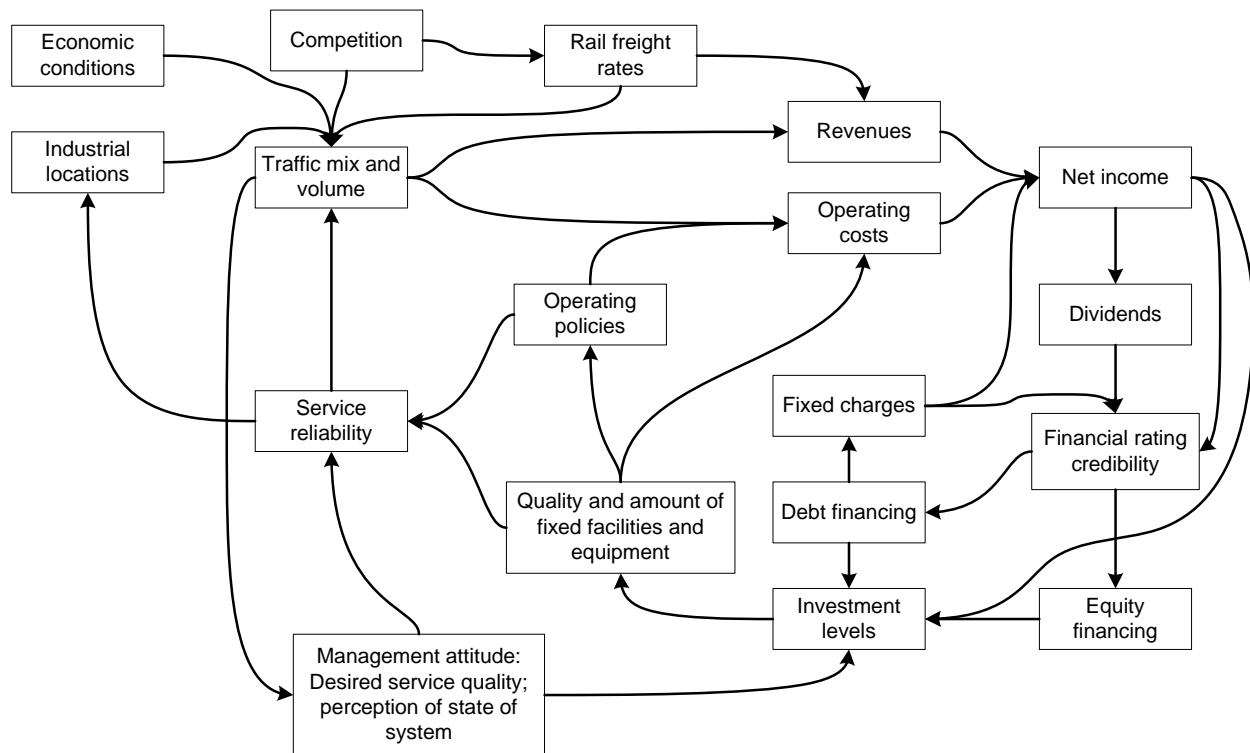 Economic
conditions
Competition
Rail freight
rates
Revenues
Industrial
locations
Traffic mix and
volume
Net income
Operating
costs
Operating
policies
Dividends
Service
reliability
Fixed charges
Financial rating
credibility
Quality and amount of
fixed facilities and
equipment
Debt financing
Investment
levels
Equity
financing
Management attitude:
Desired service quality;
perception of state of
system